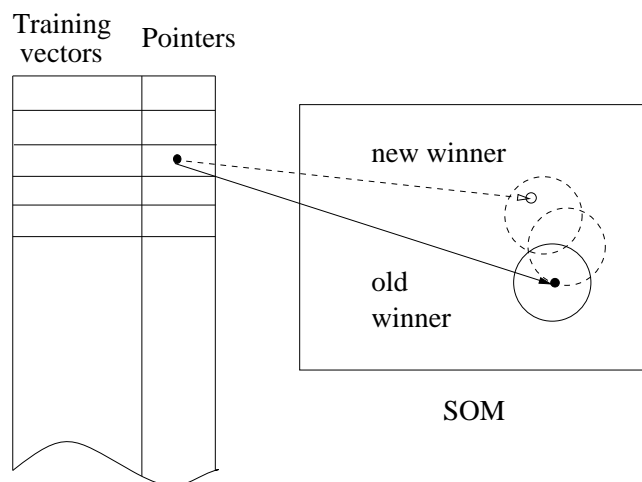 Training
vectors
Pointers
new winner
old
winner
SOM